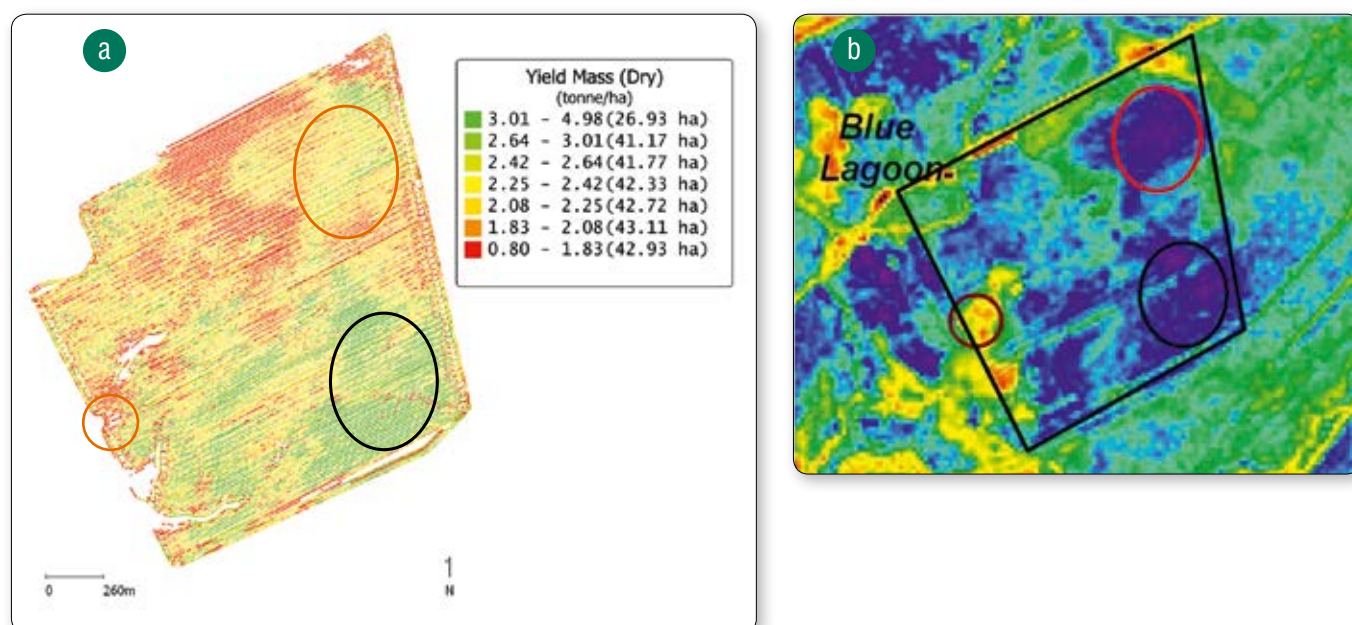 a
Yield Mass (Dry)
(tonne/ha)
3.01 - 4.98(26.93 ha)
2.64 - 3.01(41.17 ha)
2.42 - 2.64(41.77 ha)
2.25 - 2.42(42.33 ha)
2.08 - 2.25(42.72 ha)
1.83 - 2.08(43.11 ha)
0.80 - 1.83(42.93 ha)
0 260m
1
N
b
Blue
Lagoon-